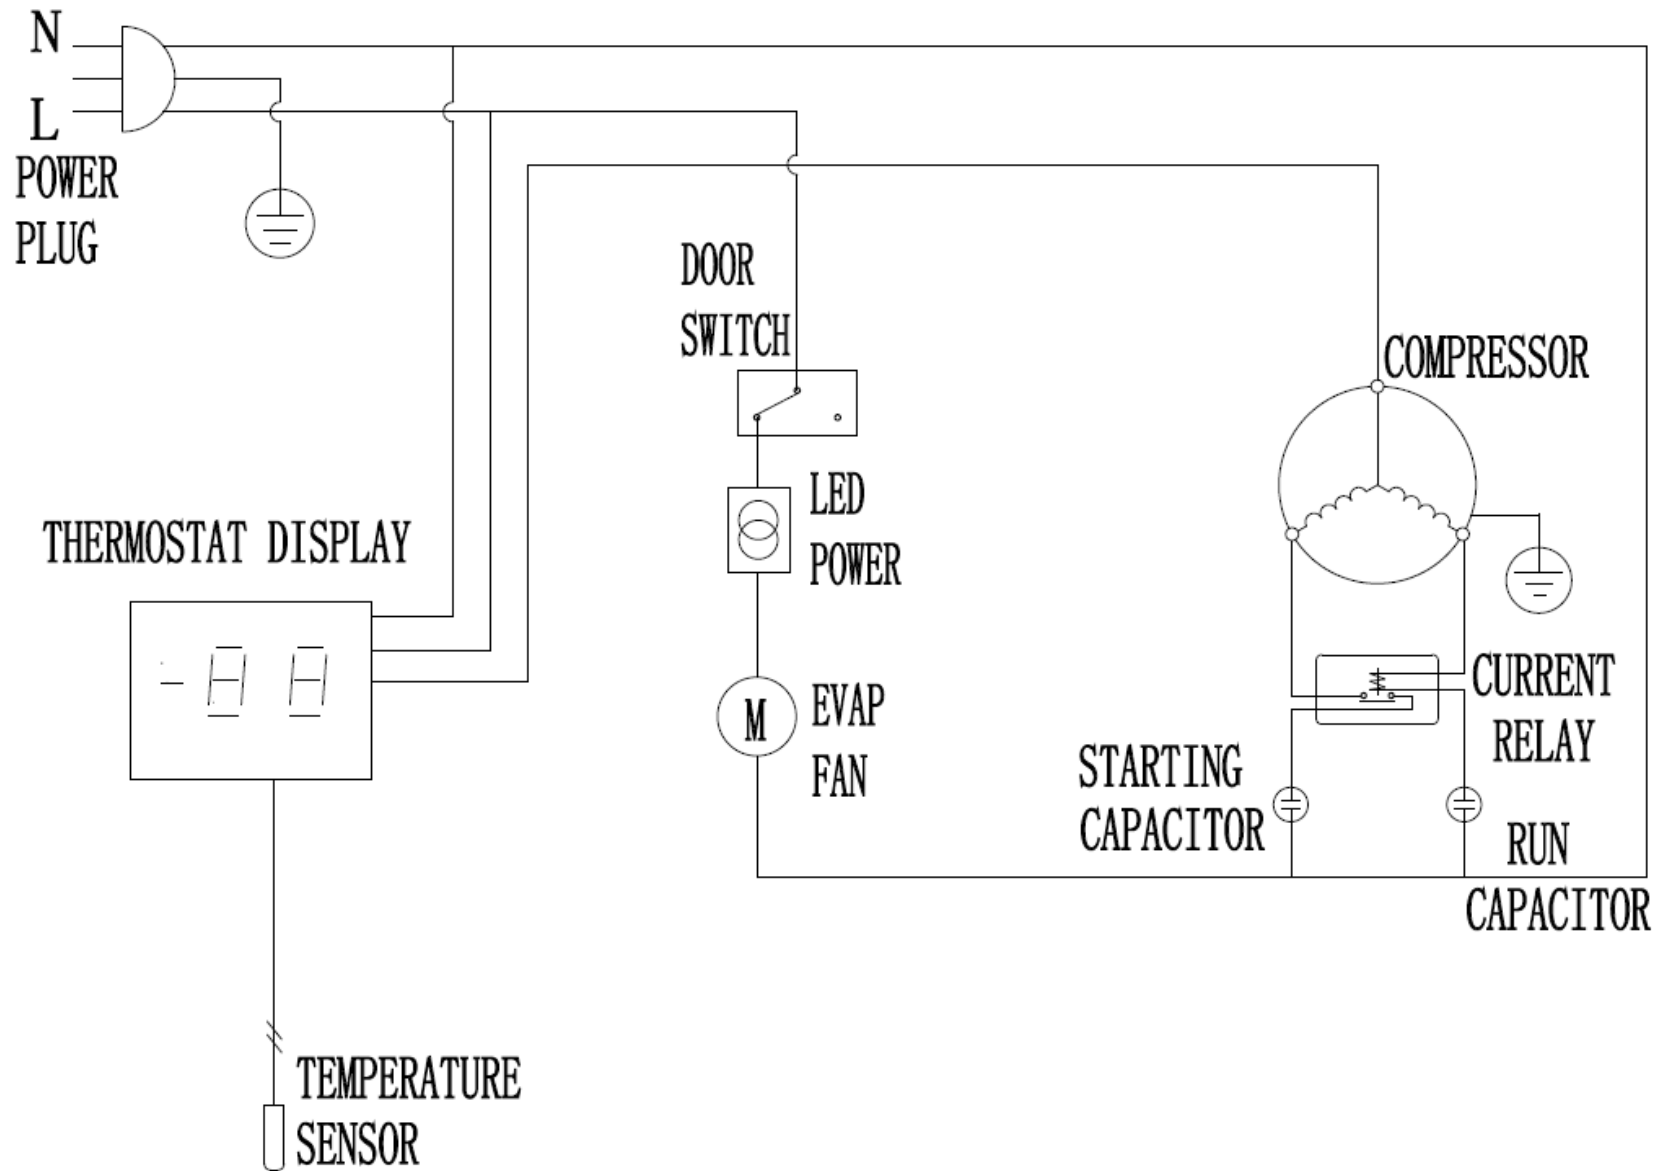 N
L
POWER
PLUG
DOOR
SWITCH
COMPRESSOR
LED
POWER
THERMOSTAT DISPLAY
-88
M
EVAP
FAN
CURRENT
RELAY
STARTING
CAPACITOR
RUN
CAPACITOR
TEMPERATURE
SENSOR